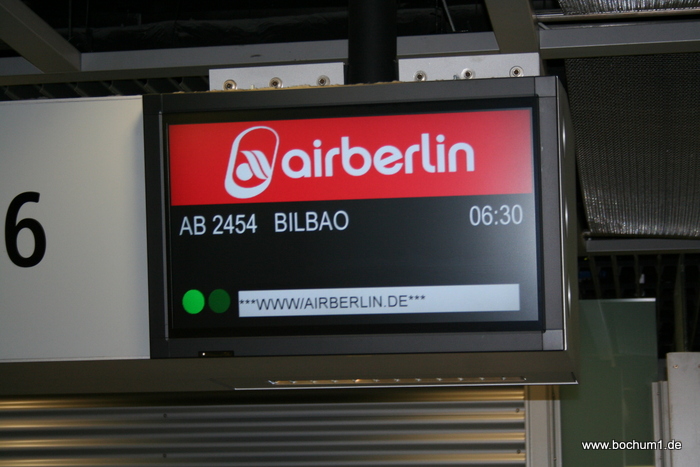 airberlin
6
AB 2454 BILBAO 06:30
***WWW/AIRBERLIN.DE***
www.bochum1.de